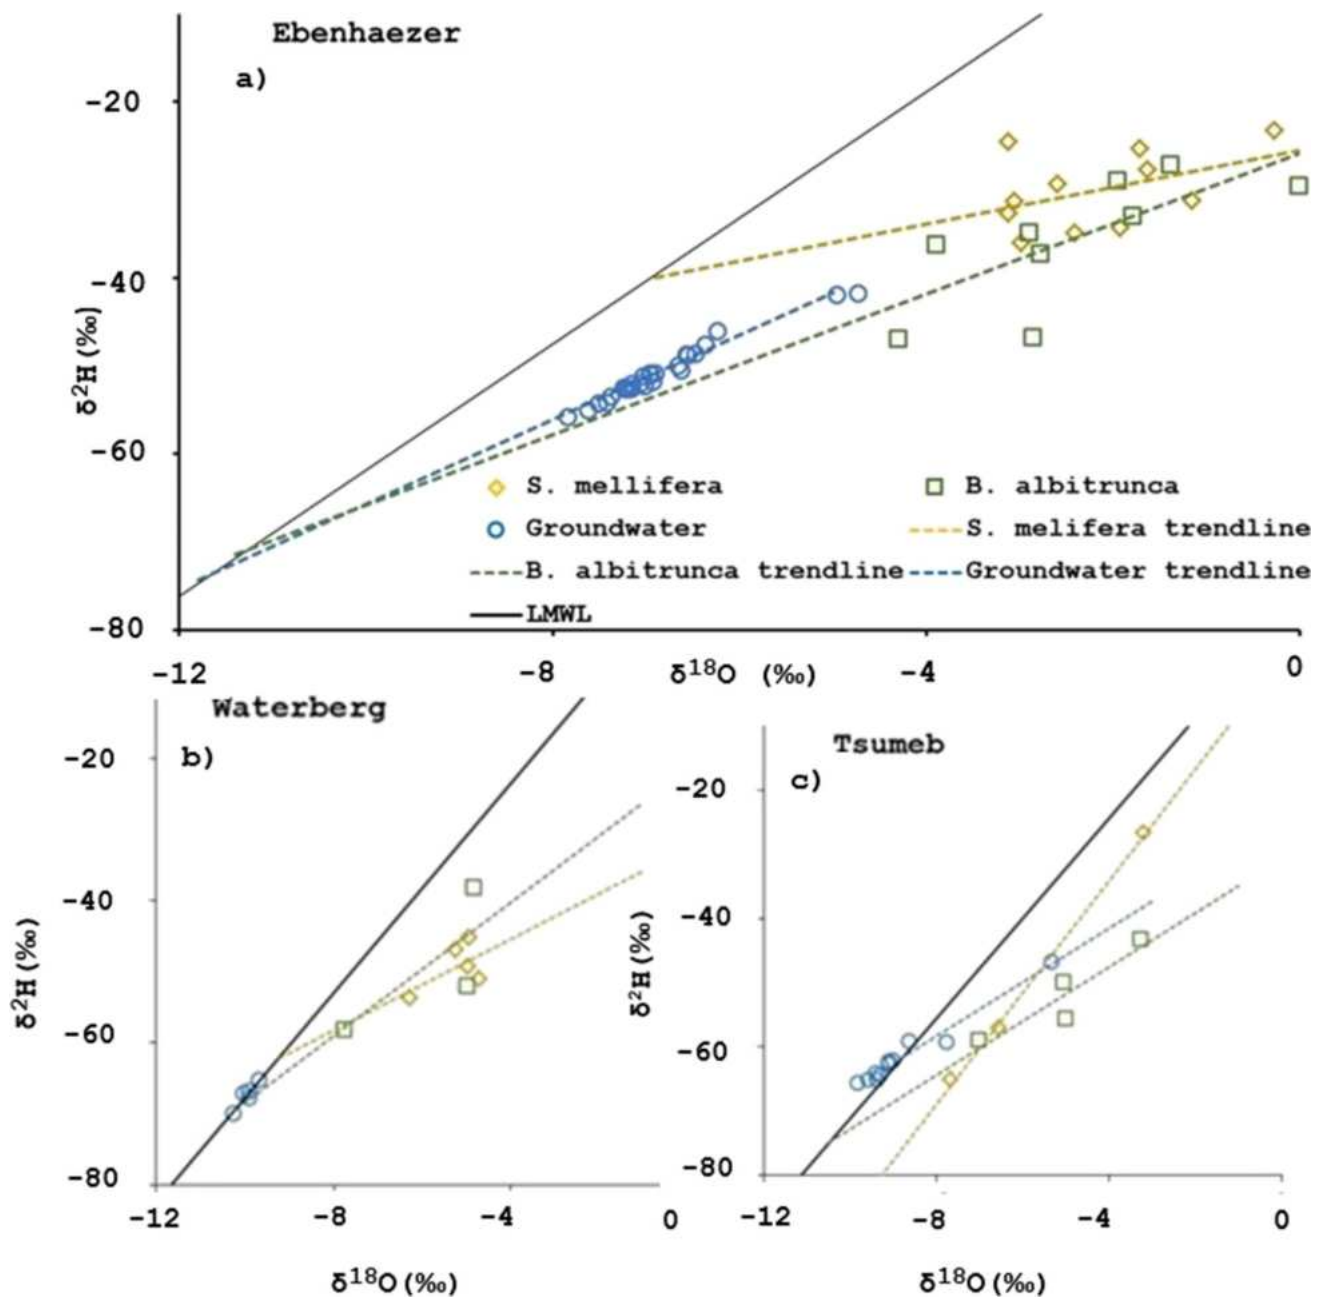 Ebenhaezer
a)
-20
-40
-60
-80
δ²H(‰)
S. mellifera
B. albitrunca
Groundwater
S. melifera trendline
B. albitrunca trendline
Groundwater trendline
LMWL
-12
-8
δ¹⁸O (‰)
-4
0
Waterberg
b)
-20
-40
-60
-80
δ²H(‰)
-12
-8
-4
0
δ¹⁸O(‰)
Tsumeb
c)
-20
-40
-60
-80
δ²H(‰)
-12
-8
-4
0
δ¹⁸O(‰)